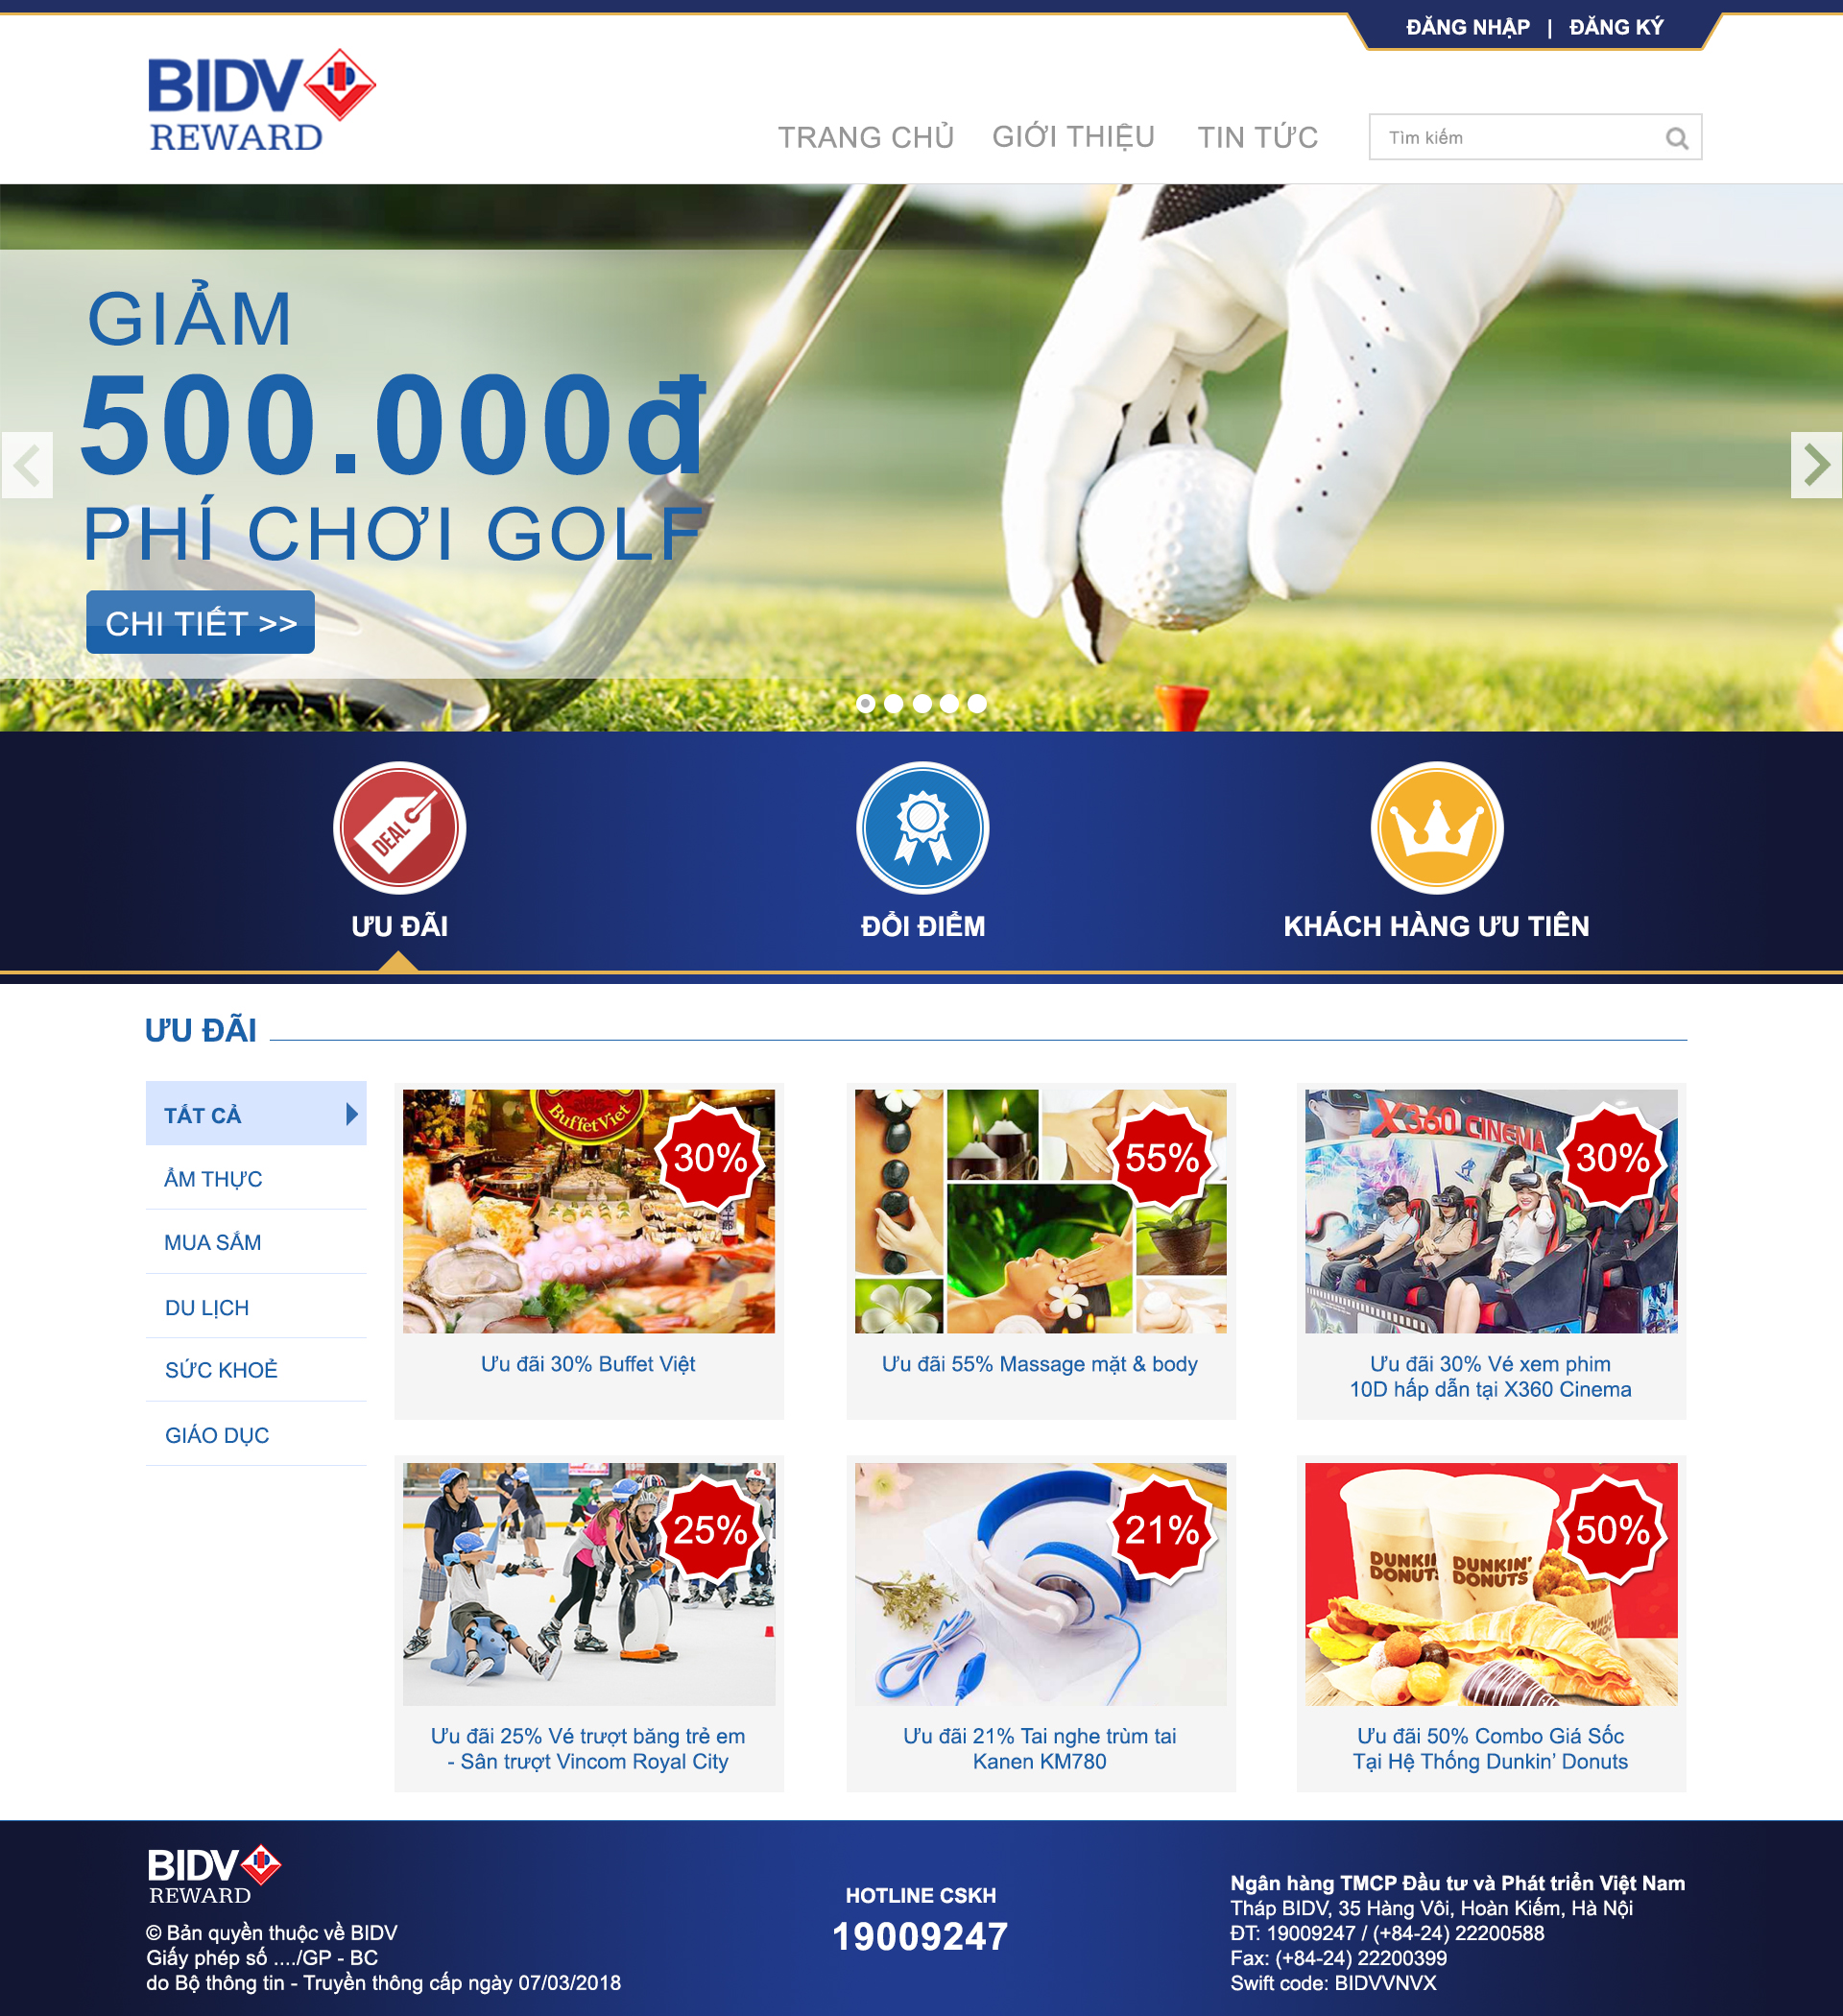 ĐĂNG NHẬP | ĐĂNG KÝ
BIDV
REWARD
TRANG CHỦ GIỚI THIỆU TIN TỨC Tìm kiếm
GIẢM
500.000đ
PHÍ CHƠI GOLF
CHI TIẾT >>
DEAL
ƯU ĐÃI ĐỔI ĐIỂM KHÁCH HÀNG ƯU TIÊN
ƯU ĐÃI
TẤT CẢ
ẨM THỰC
MUA SẮM
DU LỊCH
SỨC KHOẺ
GIÁO DỤC
BuffetViet
30%
Ưu đãi 30% Buffet Việt
55%
Ưu đãi 55% Massage mặt & body
X360 CINEMA
30%
Ưu đãi 30% Vé xem phim
10D hấp dẫn tại X360 Cinema
25%
Ưu đãi 25% Vé trượt băng trẻ em
- Sân trượt Vincom Royal City
21%
Ưu đãi 21% Tai nghe trùm tai
Kanen KM780
50%
DUNKIN' DONUTS
DUNKIN' DONUTS
Ưu đãi 50% Combo Giá Sốc
Tại Hệ Thống Dunkin’ Donuts
BIDV
REWARD
© Bản quyền thuộc về BIDV
Giấy phép số ..../GP - BC
do Bộ thông tin - Truyền thông cấp ngày 07/03/2018
HOTLINE CSKH
19009247
Ngân hàng TMCP Đầu tư và Phát triển Việt Nam
Tháp BIDV, 35 Hàng Vôi, Hoàn Kiếm, Hà Nội
ĐT: 19009247 / (+84-24) 22200588
Fax: (+84-24) 22200399
Swift code: BIDVVNVX